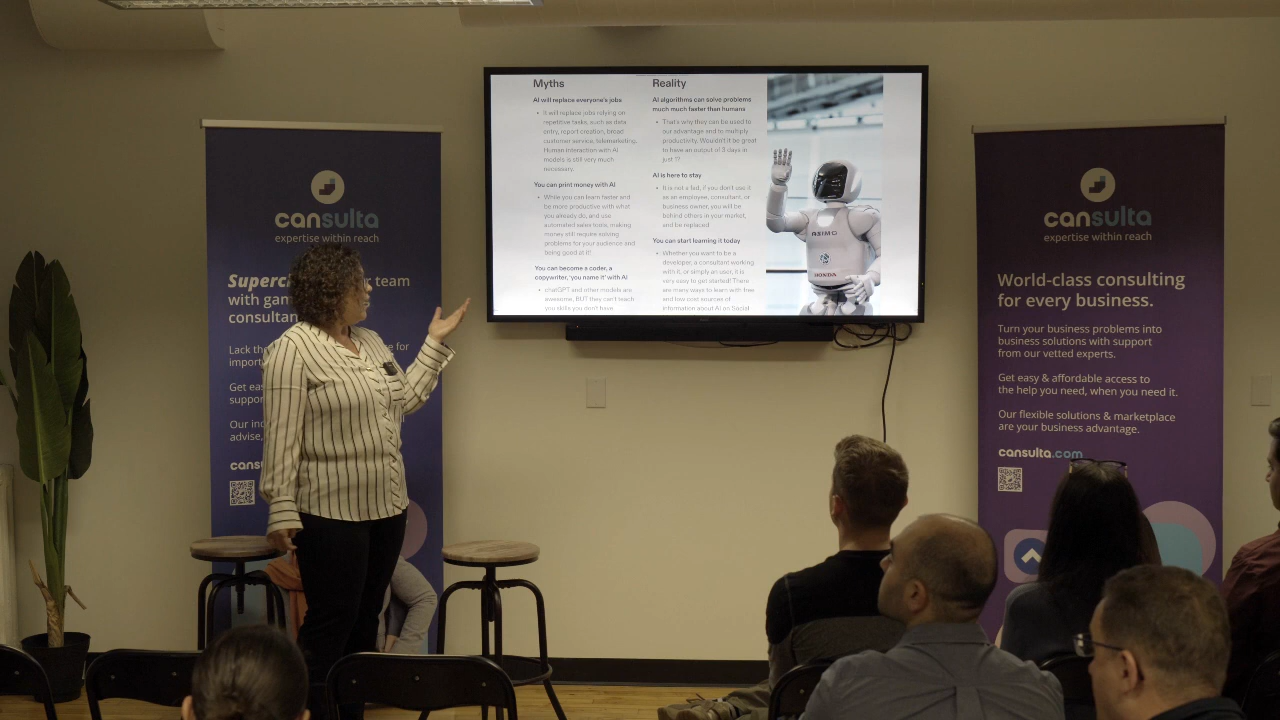 Myths
AI will replace everyone's jobs
• It will replace jobs relying on
repetitive tasks, such as data
entry, report creation, broad
customer service, telemarketing.
Human interaction with AI
models is still very much
necessary.
You can print money with AI
• While you can learn faster and
be more productive with what
you already do, and use
automated sales tools, making
money still require solving
problems for your audience and
being good at it!!
You can become a coder, a
copywriter, 'you name it' with AI
• chatGPT and other models are
awesome, BUT they can't teach
you skills you don't have.
Reality
AI algorithms can solve problems
much much faster than humans
• That's why they can be used to
our advantage and to multiply
productivity. Wouldn't it be great
to have an output of 3 days in
just 1?
AI is here to stay
• It is not a fad, if you don't use it
as an employee, consultant, or
business owner, you will be
behind others in your market,
and be replaced
You can start learning it today
• Whether you want to be a
developer, a consultant working
with it, or simply an user, it is
very easy to get started! There
are many ways to learn with free
and low cost sources of
information about AI on Social
ASIMO
HONDA
cansulta
expertise within reach
team
with
consultan
Lack for
import
Get eas
suppor
Our
advise,
cansulta
expertise within reach
World-class consulting
for every business.
Turn your business problems into
business solutions with support
from our vetted experts.
Get easy & affordable access to
the help you need, when you need it.
Our flexible solutions & marketplace
are your business advantage.
cansulta.com